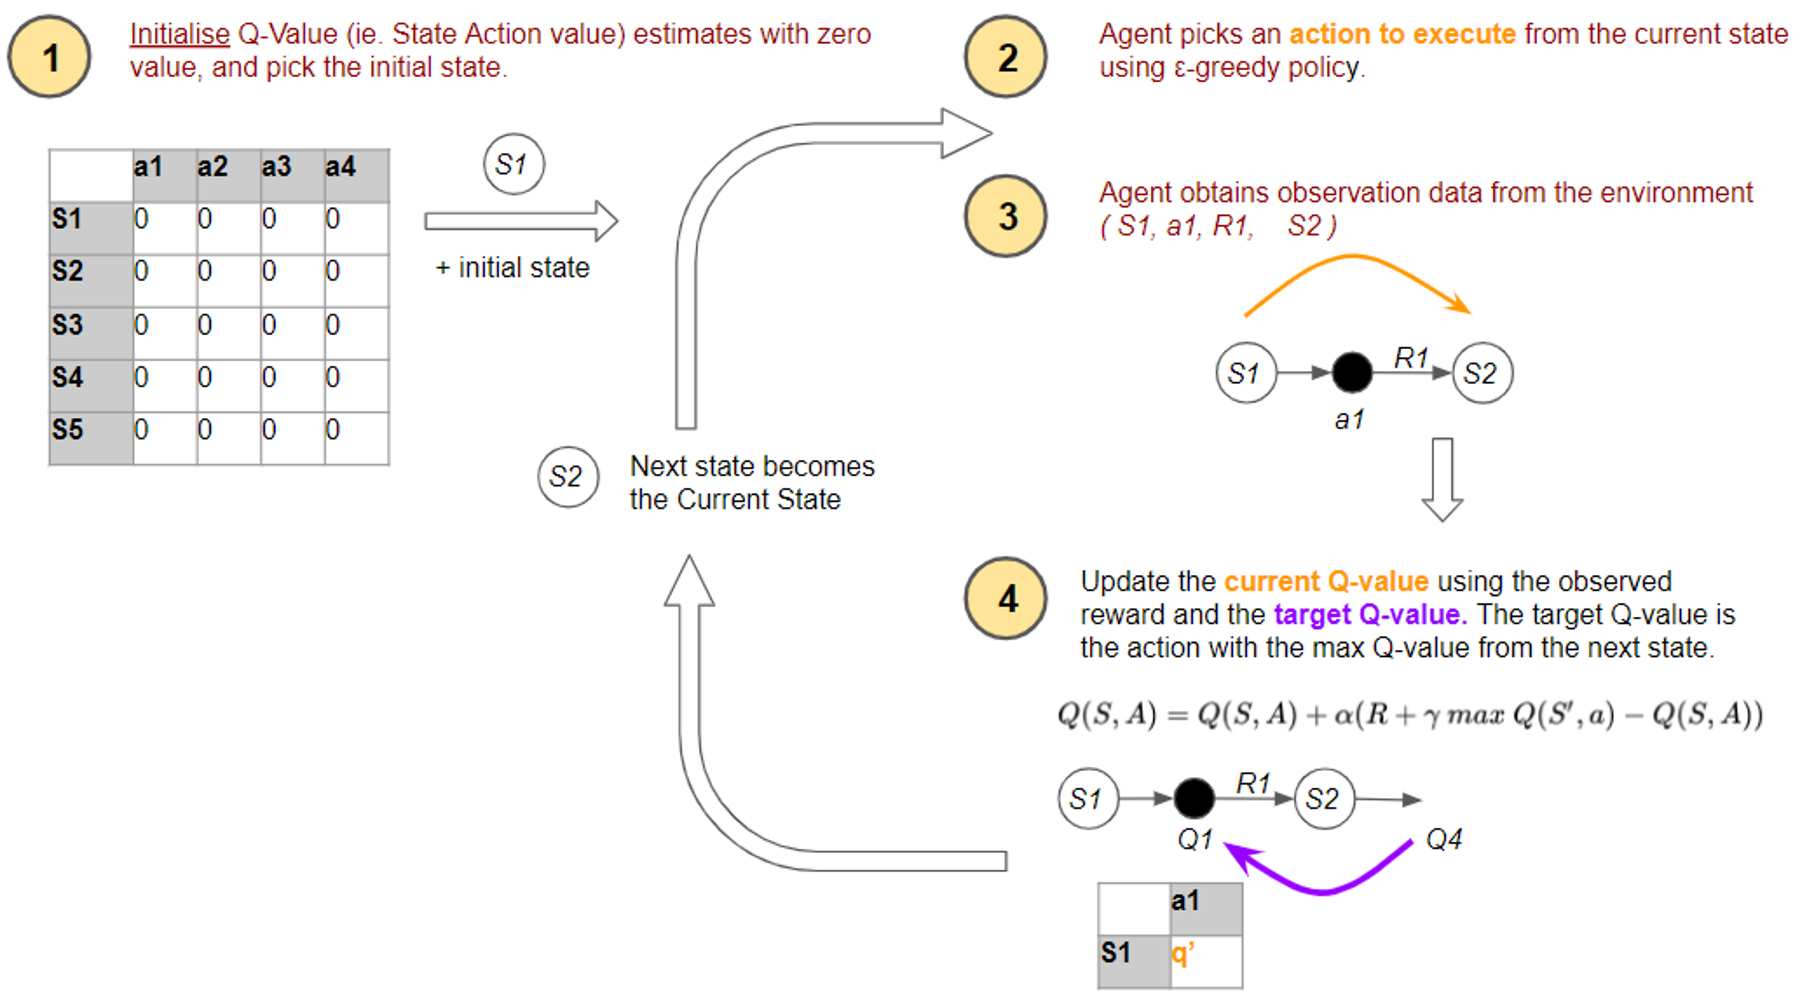 1
Initialise Q-Value (ie. State Action value) estimates with zero
value, and pick the initial state.
a1 a2 a3 a4
S1 0 0 0 0
S2 0 0 0 0
S3 0 0 0 0
S4 0 0 0 0
S5 0 0 0 0
S1
+ initial state
2
Agent picks an action to execute from the current state
using ε-greedy policy.
3
Agent obtains observation data from the environment
( S1, a1, R1, S2 )
S1 R1 S2
a1
S2
Next state becomes
the Current State
4
Update the current Q-value using the observed
reward and the target Q-value. The target Q-value is
the action with the max Q-value from the next state.
Q(S, A) = Q(S, A) + α(R + γ max Q(S′, a) − Q(S, A))
S1 R1 S2
Q1 Q4
a1
S1 q’